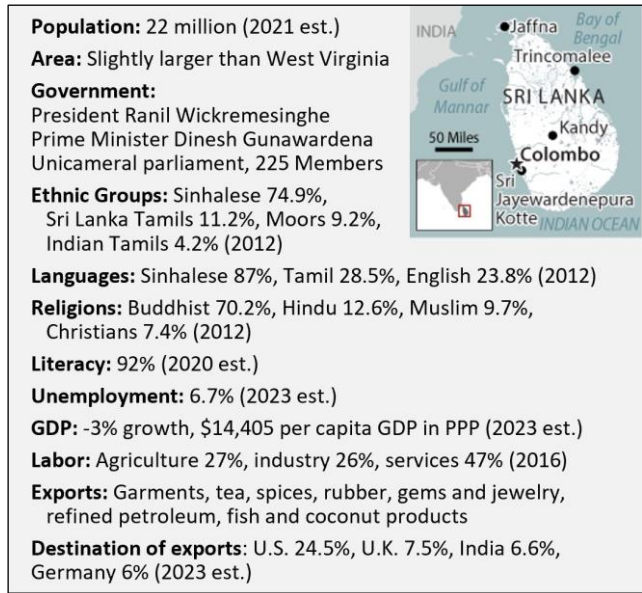 Population: 22 million (2021 est.)
Area: Slightly larger than West Virginia
Government:
President Ranil Wickremesinghe
Prime Minister Dinesh Gunawardena
Unicameral parliament, 225 Members
Ethnic Groups: Sinhalese 74.9%,
Sri Lanka Tamils 11.2%, Moors 9.2%,
Indian Tamils 4.2% (2012)
Languages: Sinhalese 87%, Tamil 28.5%, English 23.8% (2012)
Religions: Buddhist 70.2%, Hindu 12.6%, Muslim 9.7%,
Christians 7.4% (2012)
Literacy: 92% (2020 est.)
Unemployment: 6.7% (2023 est.)
GDP: -3% growth, $14,405 per capita GDP in PPP (2023 est.)
Labor: Agriculture 27%, industry 26%, services 47% (2016)
Exports: Garments, tea, spices, rubber, gems and jewelry,
refined petroleum, fish and coconut products
Destination of exports: U.S. 24.5%, U.K. 7.5%, India 6.6%,
Germany 6% (2023 est.)
INDIA
Jaffna
Bay of
Bengal
Trincomalee
Gulf of
Mannar
SRI LANKA
Kandy
50 Miles
Colombo
Sri
Jayewardenepura
Kotte
INDIAN OCEAN